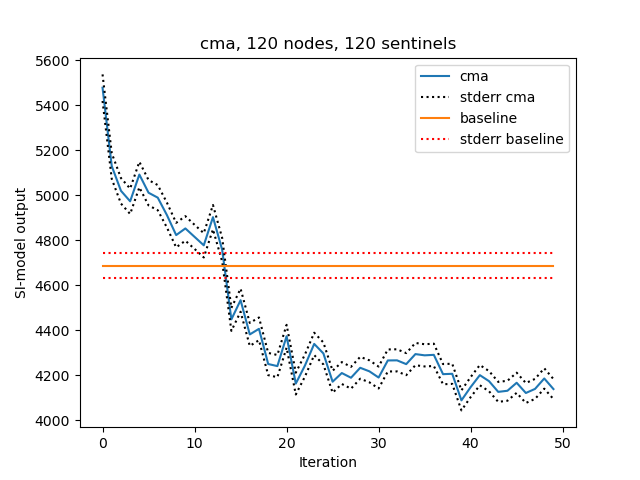 cma, 120 nodes, 120 sentinels
5600
5400
5200
5000
4800
4600
4400
4200
4000
SI-model output
cma
stderr cma
baseline
stderr baseline
0 10 20 30 40 50
Iteration